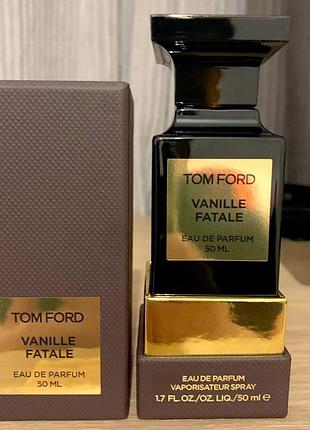 TOM FORD
VANILLE
FATALE
EAU DE PARFUM
50 ML
TOM FORD
VANILLE
FATALE
EAU DE PARFUM
50 ML
EAU DE PARFUM
VAPORISATEUR SPRAY
1.7 FL.OZ./OZ. LIQ./50 ml ℮